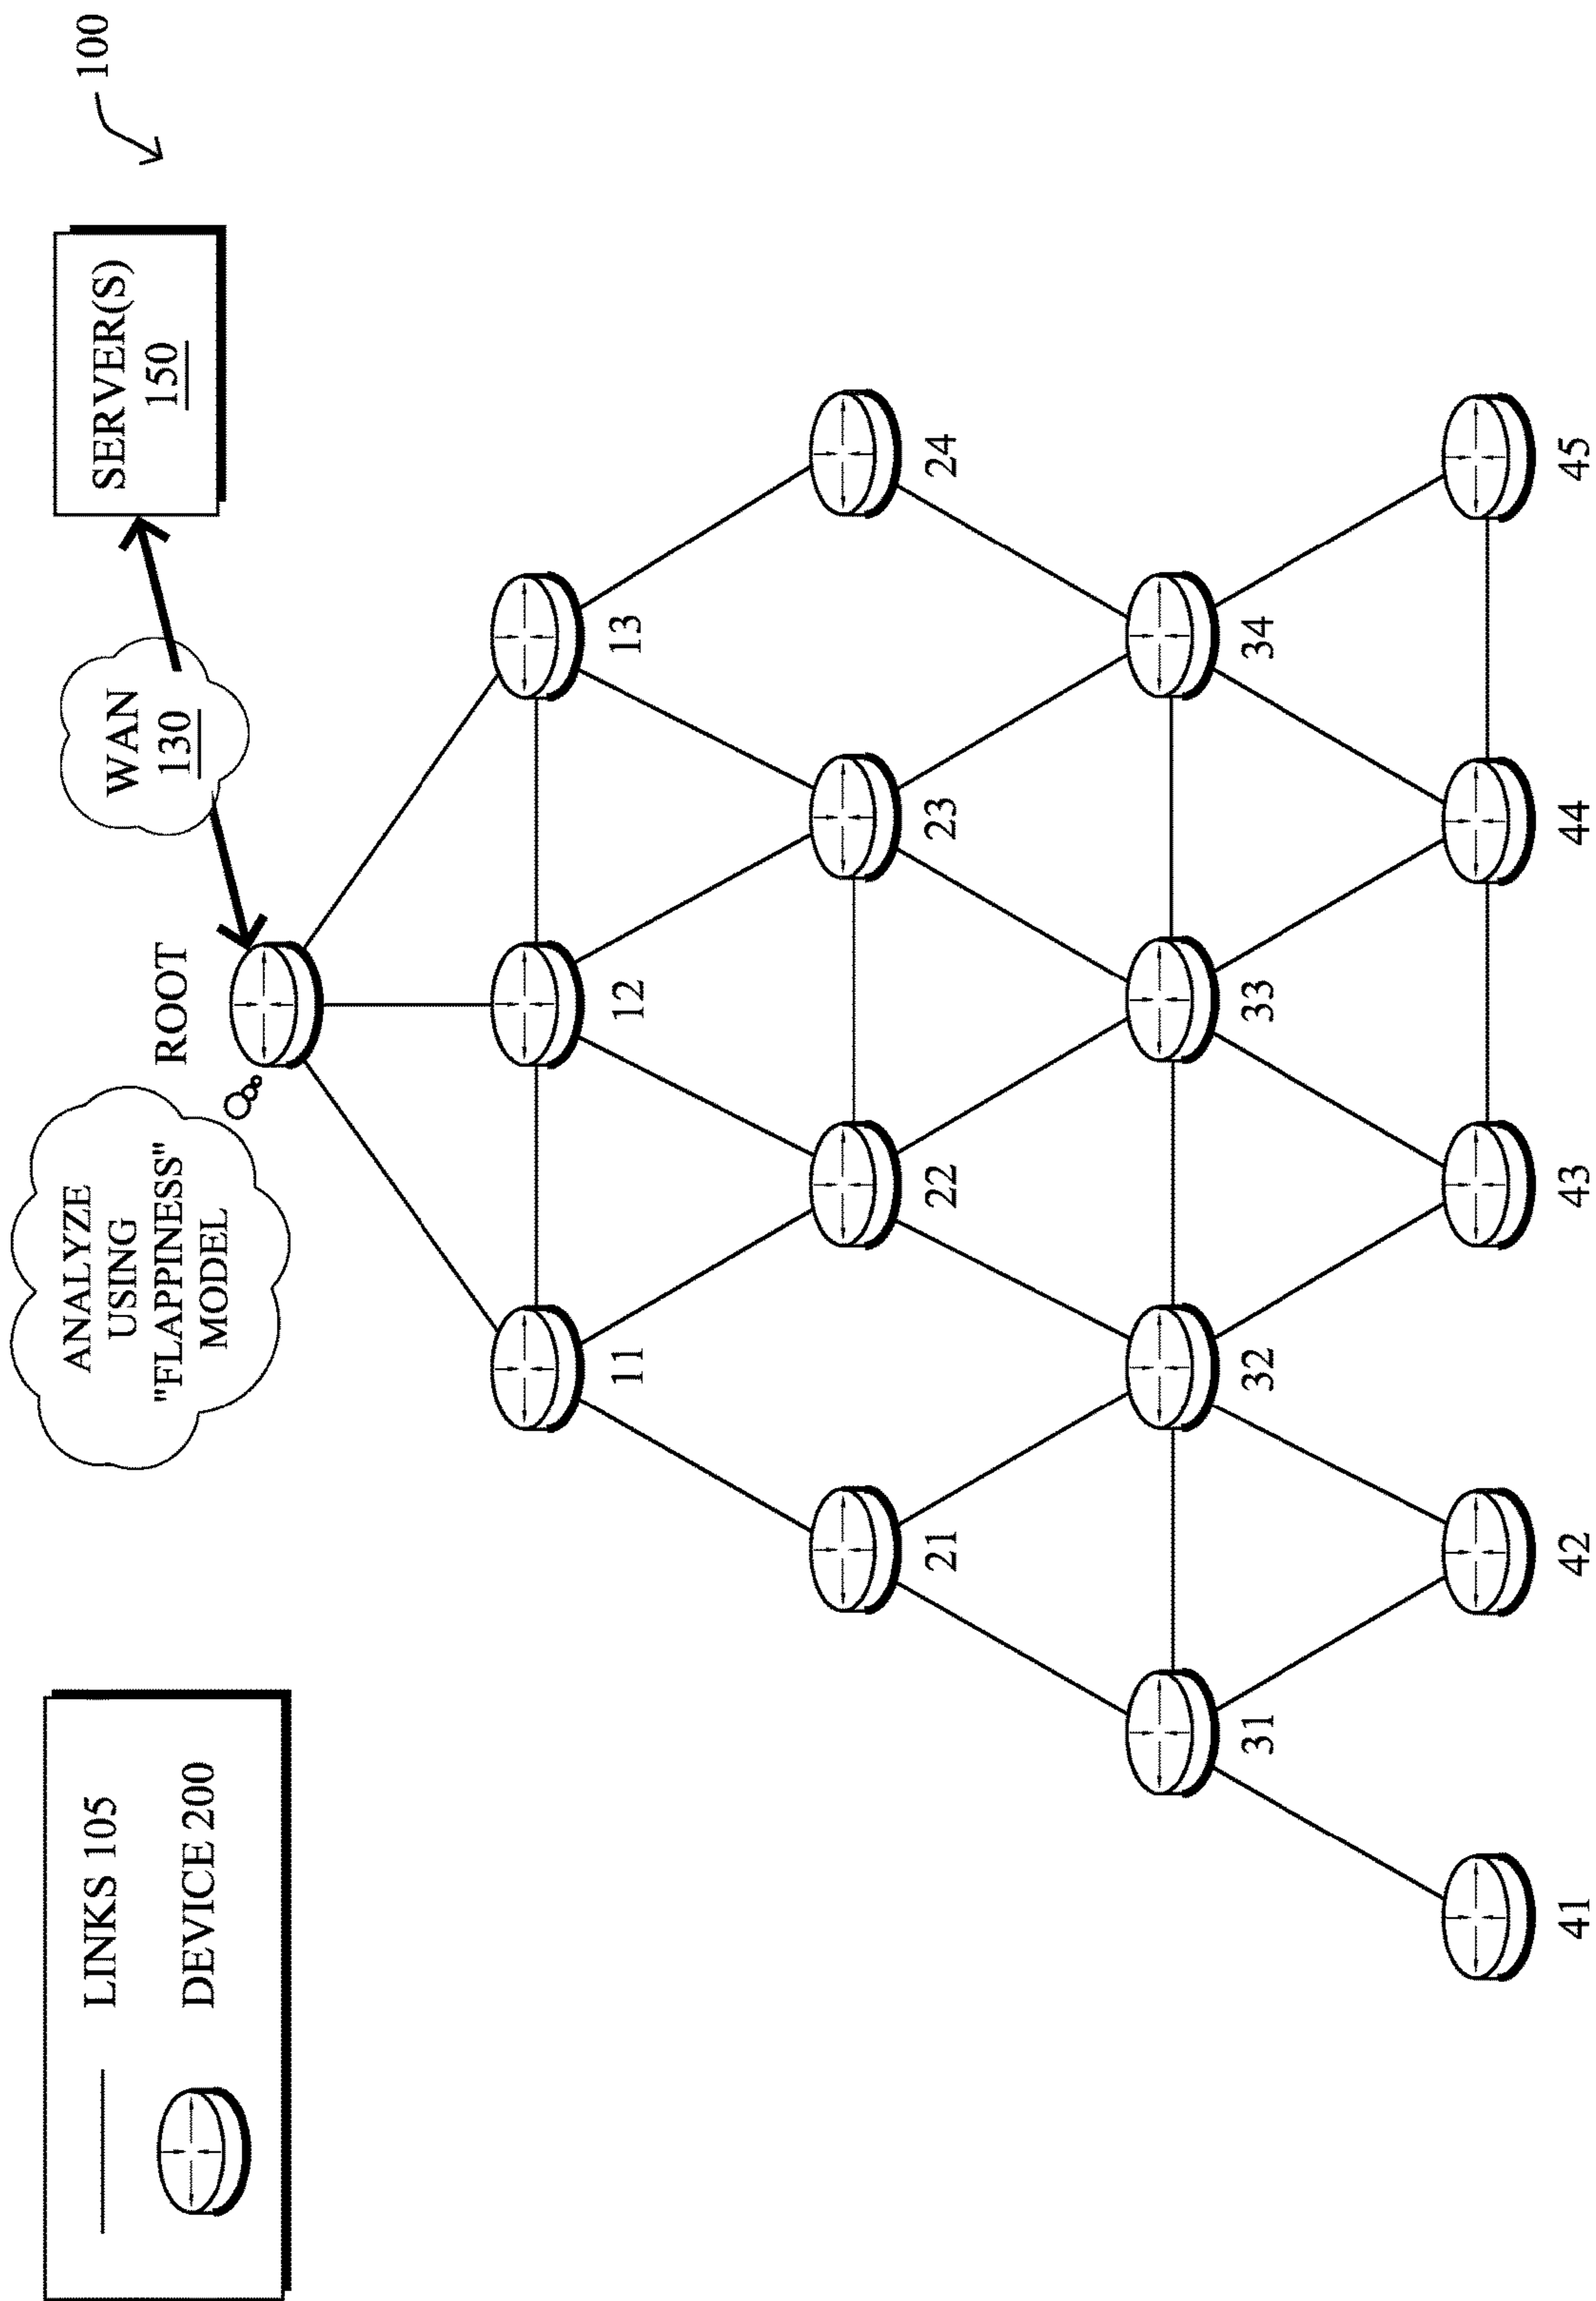 LINKS 105
DEVICE 200
ANALYZE
USING
"FLAPPINESS"
MODEL
ROOT
WAN
130
SERVER(S)
150
100
11
12
13
21
22
23
24
31
32
33
34
41
42
43
44
45